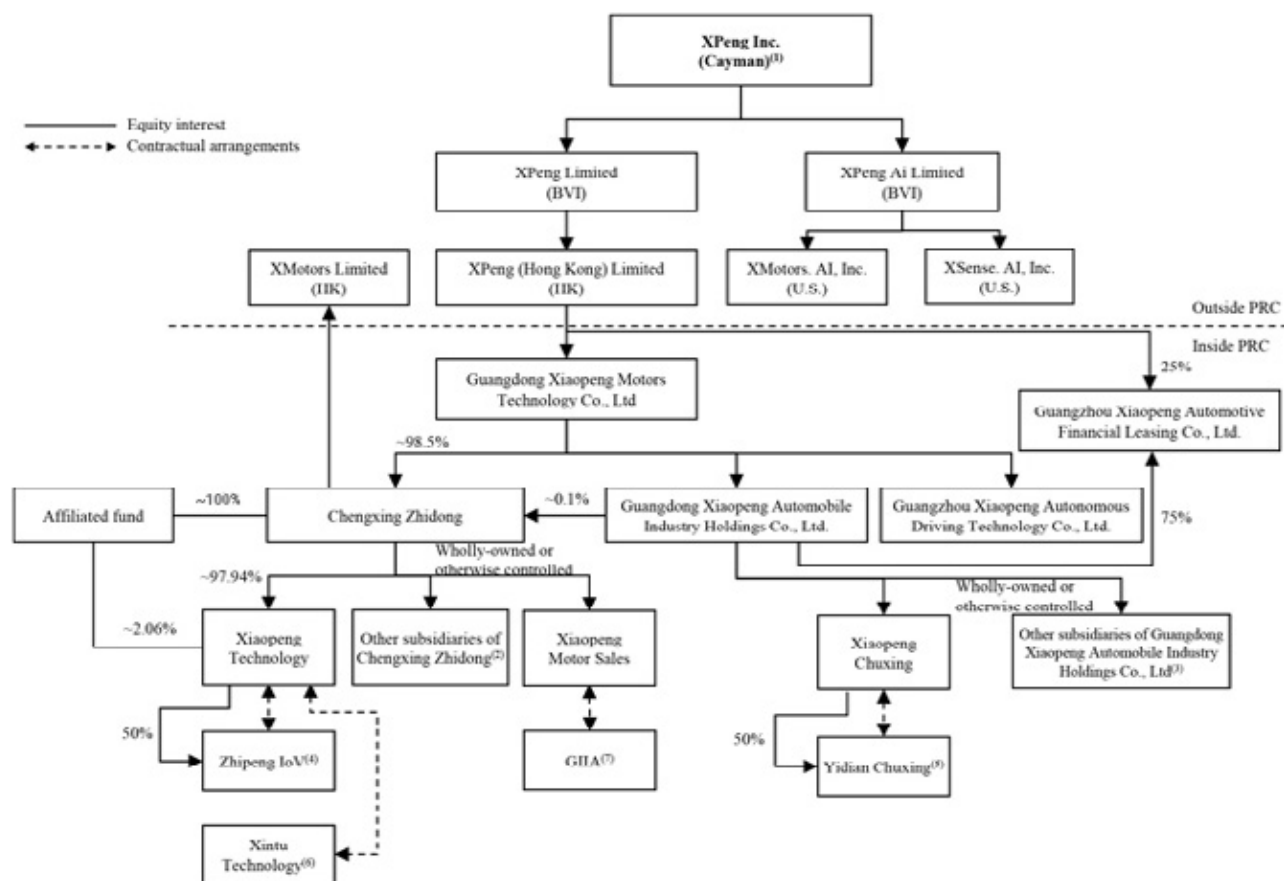 XPeng Inc.
(Cayman)(1)
Equity interest
Contractual arrangements
XPeng Limited
(BVI)
XPeng Ai Limited
(BVI)
XMotors Limited
(HK)
XPeng (Hong Kong) Limited
(HK)
XMotors. AI, Inc.
(U.S.)
XSense. AI, Inc.
(U.S.)
Outside PRC
Inside PRC
Guangdong Xiaopeng Motors
Technology Co., Ltd
25%
Guangzhou Xiaopeng Automotive
Financial Leasing Co., Ltd.
~98.5%
Affiliated fund
~100%
Chengxing Zhidong
~0.1%
Guangdong Xiaopeng Automobile
Industry Holdings Co., Ltd.
Guangzhou Xiaopeng Autonomous
Driving Technology Co., Ltd.
75%
Wholly-owned or
otherwise controlled
~97.94%
Wholly-owned or
otherwise controlled
~2.06%
Xiaopeng
Technology
Other subsidiaries of
Chengxing Zhidong(2)
Xiaopeng
Motor Sales
Xiaopeng
Chuxing
Other subsidiaries of Guangdong
Xiaopeng Automobile Industry
Holdings Co., Ltd(3)
50%
Zhipeng IoV(4)
GIIA(7)
50%
Yidian Chuxing(5)
Xintu
Technology(6)